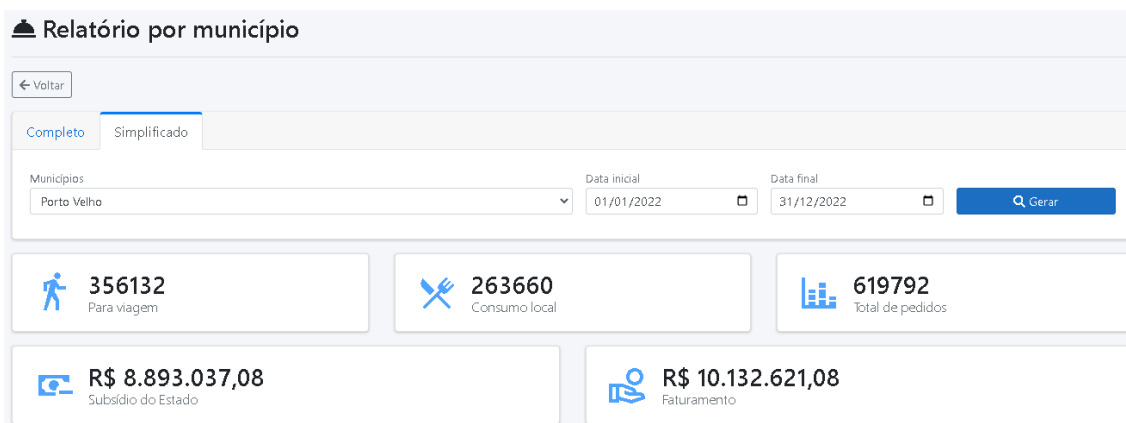 Relatório por município
Voltar
Completo Simplificado
Municípios Data inicial Data final
Porto Velho 01/01/2022 31/12/2022 Gerar
356132 263660 619792
Para viagem Consumo local Total de pedidos
R$ 8.893.037,08 R$ 10.132.621,08
Subsídio do Estado Faturamento